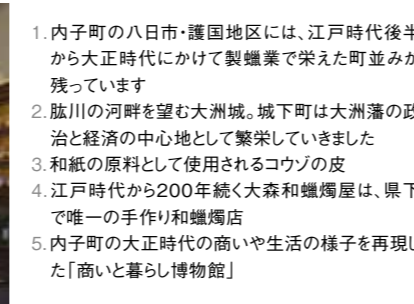 1. 内子町の八日市・護国地区には、江戸時代後半
から大正時代にかけて製蠟業で栄えた町並みが
残っています
2. 肱川の河畔を望む大洲城。城下町は大洲藩の政
治と経済の中心地として繁栄していきました
3. 和紙の原料として使用されるコウゾの皮
4. 江戸時代から200年続く大森和蠟燭屋は、県下
で唯一の手作り和蠟燭店
5. 内子町の大正時代の商いや生活の様子を再現し
た「商いと暮らし博物館」